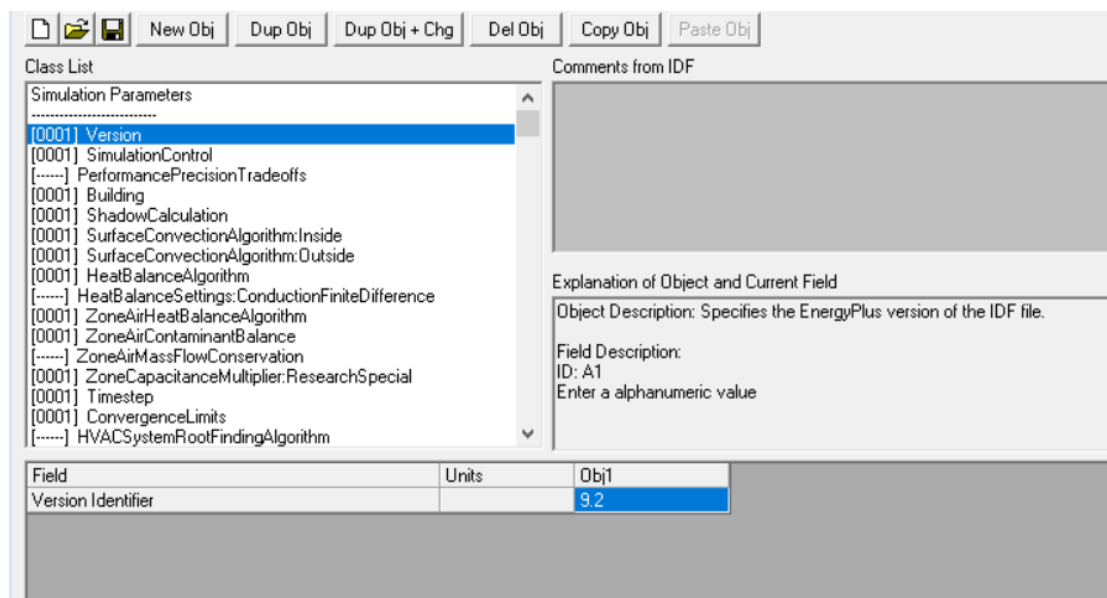 New Obj Dup Obj Dup Obj + Chg Del Obj Copy Obj Paste Obj
Class List
Simulation Parameters
--------------------------
[0001] Version
[0001] SimulationControl
[------] PerformancePrecisionTradeoffs
[0001] Building
[0001] ShadowCalculation
[0001] SurfaceConvectionAlgorithm:Inside
[0001] SurfaceConvectionAlgorithm:Outside
[0001] HeatBalanceAlgorithm
[------] HeatBalanceSettings:ConductionFiniteDifference
[0001] ZoneAirHeatBalanceAlgorithm
[0001] ZoneAirContaminantBalance
[------] ZoneAirMassFlowConservation
[0001] ZoneCapacitanceMultiplier:ResearchSpecial
[0001] Timestep
[0001] ConvergenceLimits
[------] HVACSystemRootFindingAlgorithm
Comments from IDF
Explanation of Object and Current Field
Object Description: Specifies the EnergyPlus version of the IDF file.
Field Description:
ID: A1
Enter a alphanumeric value
Field Units Obj1
Version Identifier 9.2